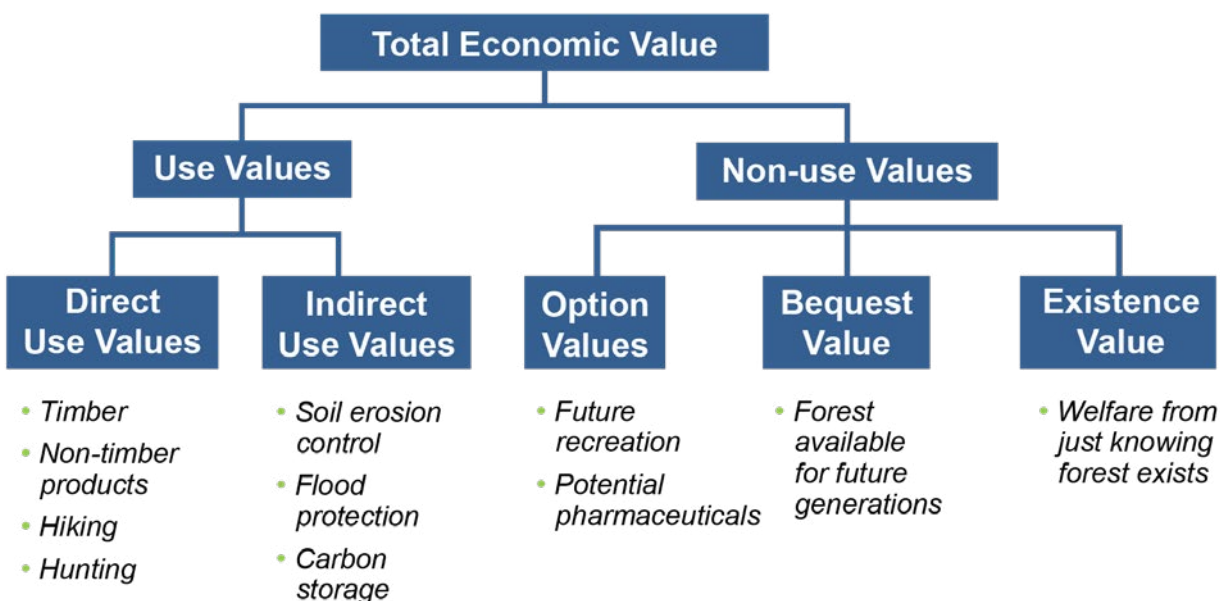 Total Economic Value
Use Values
Non-use Values
Direct
Use Values
Indirect
Use Values
Option
Values
Bequest
Value
Existence
Value
• Timber
• Non-timber
products
• Hiking
• Hunting
• Soil erosion
control
• Flood
protection
• Carbon
storage
• Future
recreation
• Potential
pharmaceuticals
• Forest
available
for future
generations
• Welfare from
just knowing
forest exists